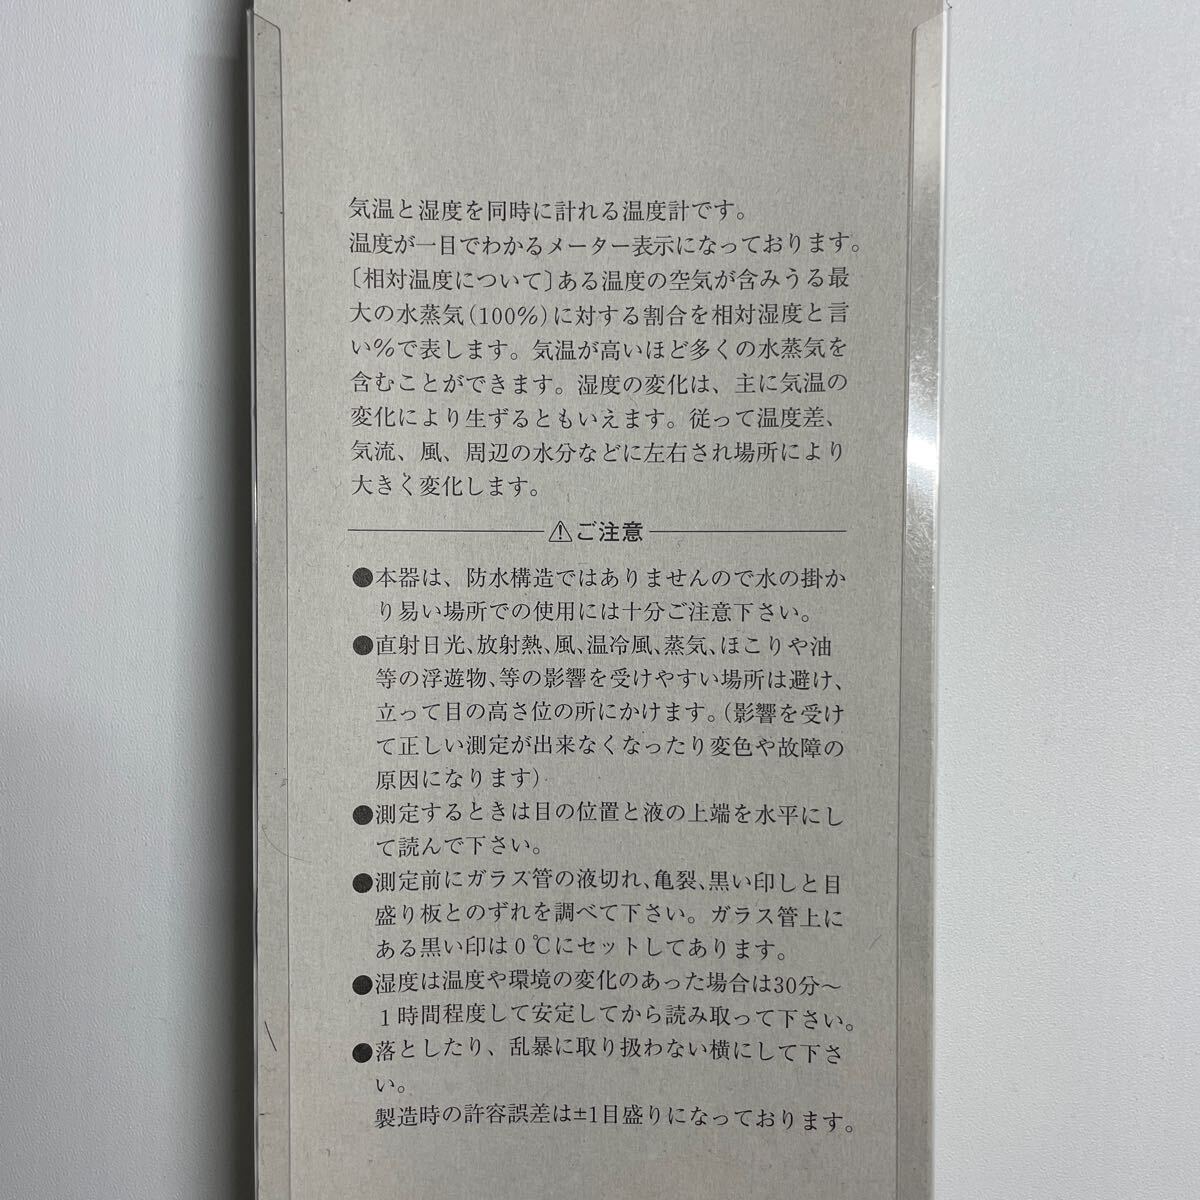 気温と湿度を同時に計れる温度計です。
温度が一目でわかるメーター表示になっております。
〔相対温度について〕ある温度の空気が含みうる最
大の水蒸気(100%)に対する割合を相対湿度と言
い%で表します。気温が高いほど多くの水蒸気を
含むことができます。湿度の変化は、主に気温の
変化により生ずるともいえます。従って温度差、
気流、風、周辺の水分などに左右され場所により
大きく変化します。
⚠ご注意
●本器は、防水構造ではありませんので水の掛か
り易い場所での使用には十分ご注意下さい。
●直射日光、放射熱、風、温冷風、蒸気、ほこりや油
等の浮遊物、等の影響を受けやすい場所は避け、
立って目の高さ位の所にかけます。(影響を受け
て正しい測定が出来なくなったり変色や故障の
原因になります)
●測定するときは目の位置と液の上端を水平にし
て読んで下さい。
●測定前にガラス管の液切れ、亀裂、黒い印しと目
盛り板とのずれを調べて下さい。ガラス管上に
ある黒い印は0℃にセットしてあります。
●湿度は温度や環境の変化のあった場合は30分〜
1時間程度して安定してから読み取って下さい。
●落としたり、乱暴に取り扱わない横にして下さ
い。
製造時の許容誤差は±1目盛りになっております。